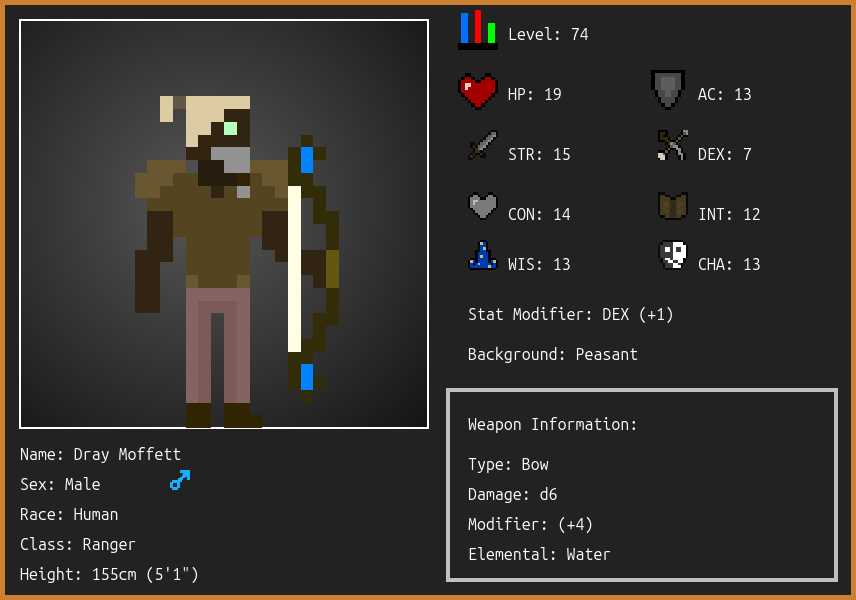 Level: 74
HP: 19
AC: 13
STR: 15
DEX: 7
CON: 14
INT: 12
WIS: 13
CHA: 13
Stat Modifier: DEX (+1)
Background: Peasant
Weapon Information:
Type: Bow
Damage: d6
Modifier: (+4)
Elemental: Water
Name: Dray Moffett
Sex: Male
Race: Human
Class: Ranger
Height: 155cm (5'1")